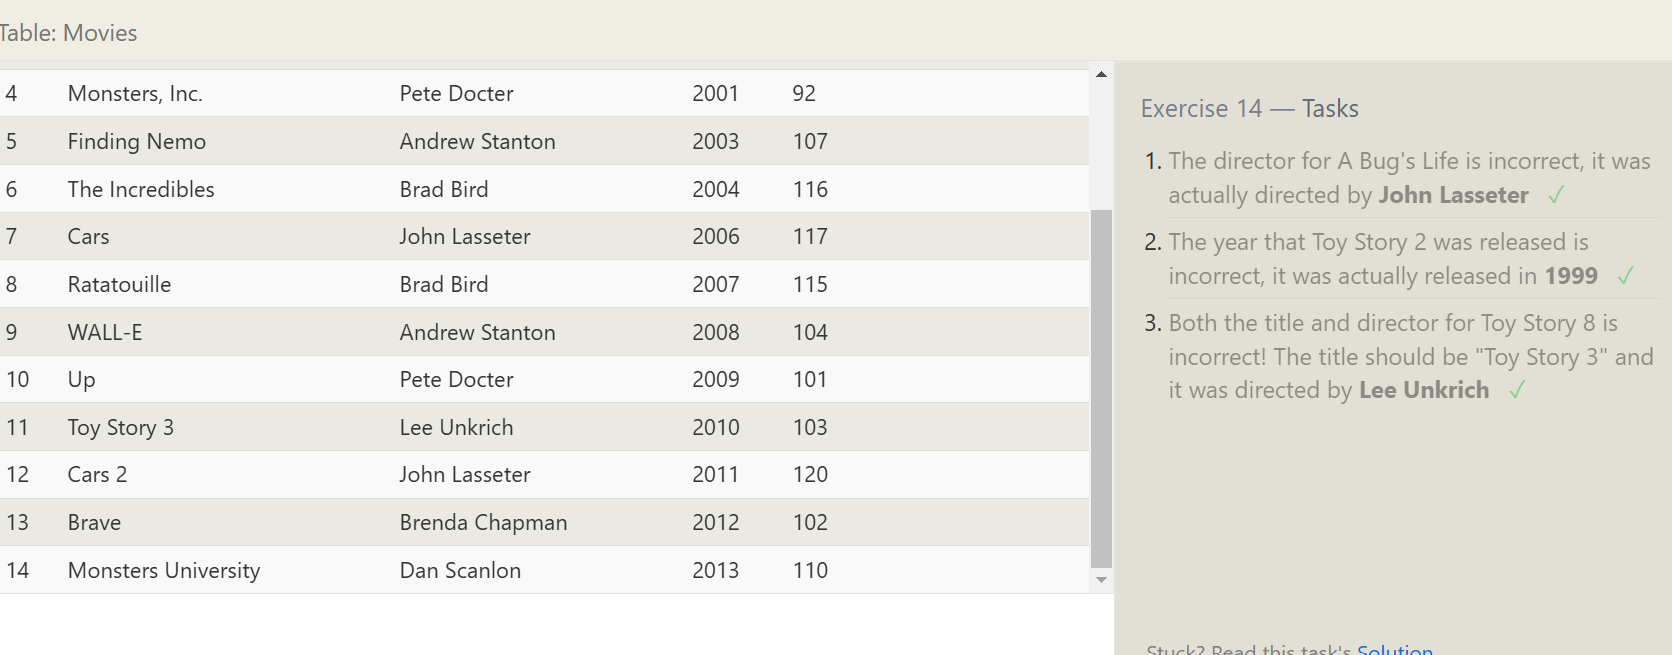 Table: Movies
4 Monsters, Inc. Pete Docter 2001 92
5 Finding Nemo Andrew Stanton 2003 107
6 The Incredibles Brad Bird 2004 116
7 Cars John Lasseter 2006 117
8 Ratatouille Brad Bird 2007 115
9 WALL-E Andrew Stanton 2008 104
10 Up Pete Docter 2009 101
11 Toy Story 3 Lee Unkrich 2010 103
12 Cars 2 John Lasseter 2011 120
13 Brave Brenda Chapman 2012 102
14 Monsters University Dan Scanlon 2013 110
Exercise 14 — Tasks
1. The director for A Bug's Life is incorrect, it was
actually directed by John Lasseter ✓
2. The year that Toy Story 2 was released is
incorrect, it was actually released in 1999 ✓
3. Both the title and director for Toy Story 8 is
incorrect! The title should be "Toy Story 3" and
it was directed by Lee Unkrich ✓
Stuck? Read this task's Solution